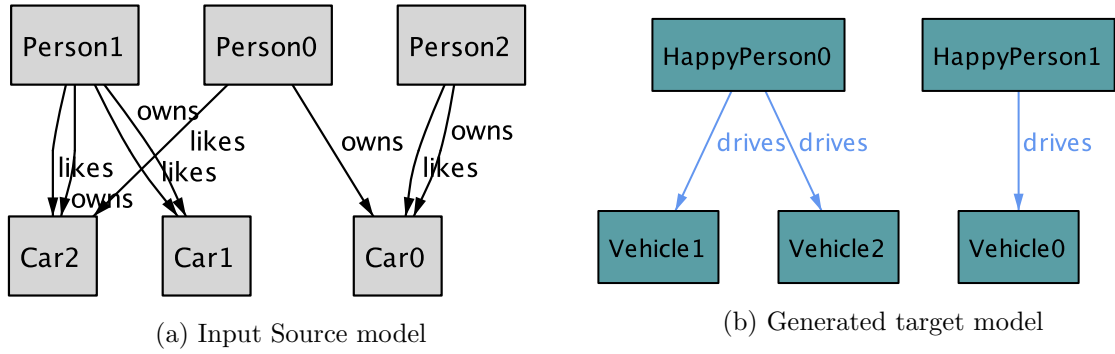 Person1 Person0 Person2
owns
likes
owns
owns
likes
likes
likes
owns
Car2 Car1 Car0
(a) Input Source model
HappyPerson0 HappyPerson1
drives drives drives
Vehicle1 Vehicle2 Vehicle0
(b) Generated target model